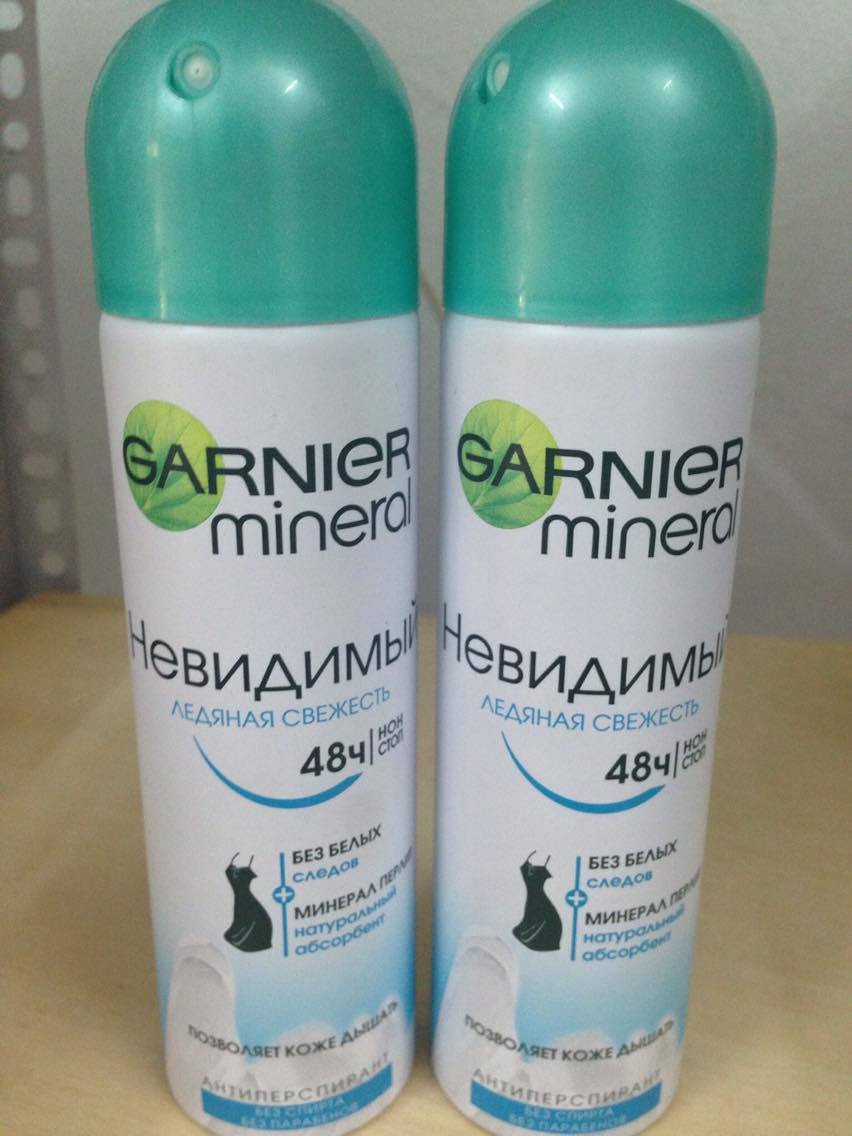 GARNIER
mineral
Невидимый
ЛЕДЯНАЯ СВЕЖЕСТЬ
48ч НОН
СТОП
БЕЗ БЕЛЫХ
следов
МИНЕРАЛ
натуральный
абсорбент
ПОЗВОЛЯЕТ КОЖЕ ДЫШАТЬ
АНТИПЕРСПИРАНТ
БЕЗ СПИРТА
БЕЗ ПАРАБЕНОВ
GARNIER
mineral
Невидимый
ЛЕДЯНАЯ СВЕЖЕСТЬ
48ч НОН
СТОП
БЕЗ БЕЛЫХ
следов
МИНЕРАЛ
натуральный
абсорбент
ПОЗВОЛЯЕТ КОЖЕ ДЫШАТЬ
АНТИПЕРСПИРАНТ
БЕЗ СПИРТА
БЕЗ ПАРАБЕНОВ